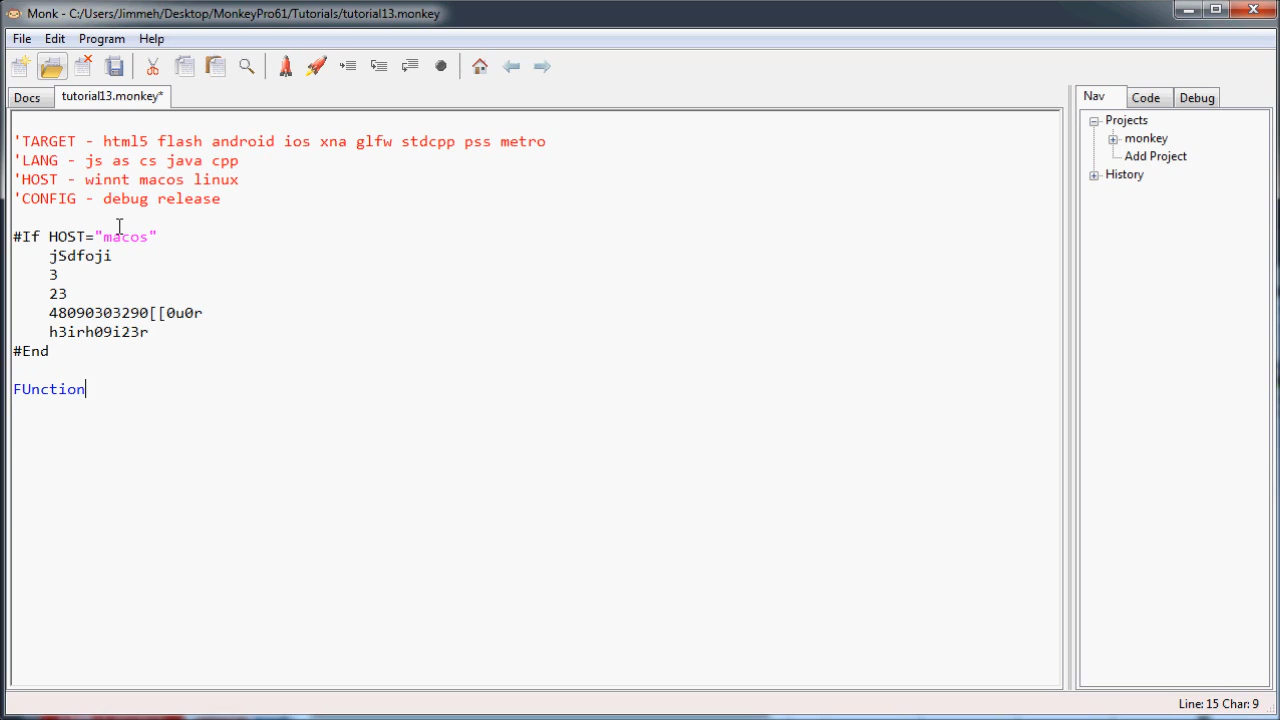 Monk - C:/Users/Jimmeh/Desktop/MonkeyPro61/Tutorials/tutorial13.monkey
File Edit Program Help
Docs tutorial13.monkey* Nav Code Debug
'TARGET - html5 flash android ios xna glfw stdcpp pss metro
'LANG - js as cs java cpp
'HOST - winnt macos linux
'CONFIG - debug release
#If HOST="macos"
jSdfoji
3
23
48090303290[[0u0r
h3irh09i23r
#End
FUnction
Projects
monkey
Add Project
History
Line: 15 Char: 9